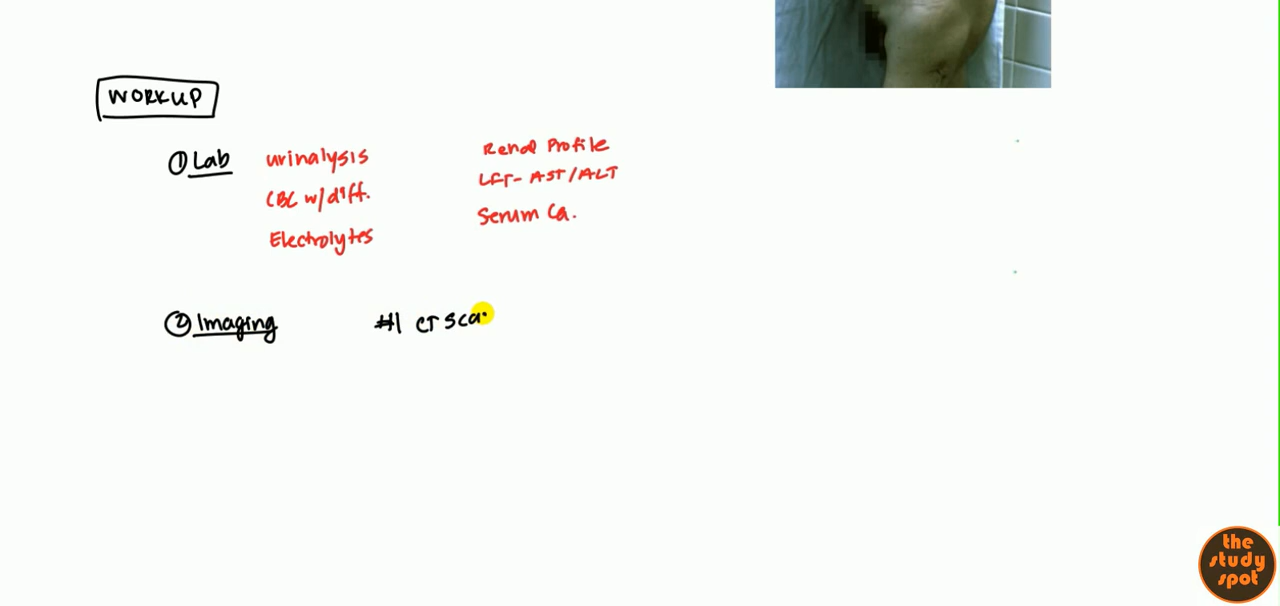 WORKUP
① Lab
urinalysis
CBC w/diff.
Electrolytes
Renal Profile
LFT- AST/ALT
Serum Ca.
② Imaging
#1 CT Sca
the
study
spot